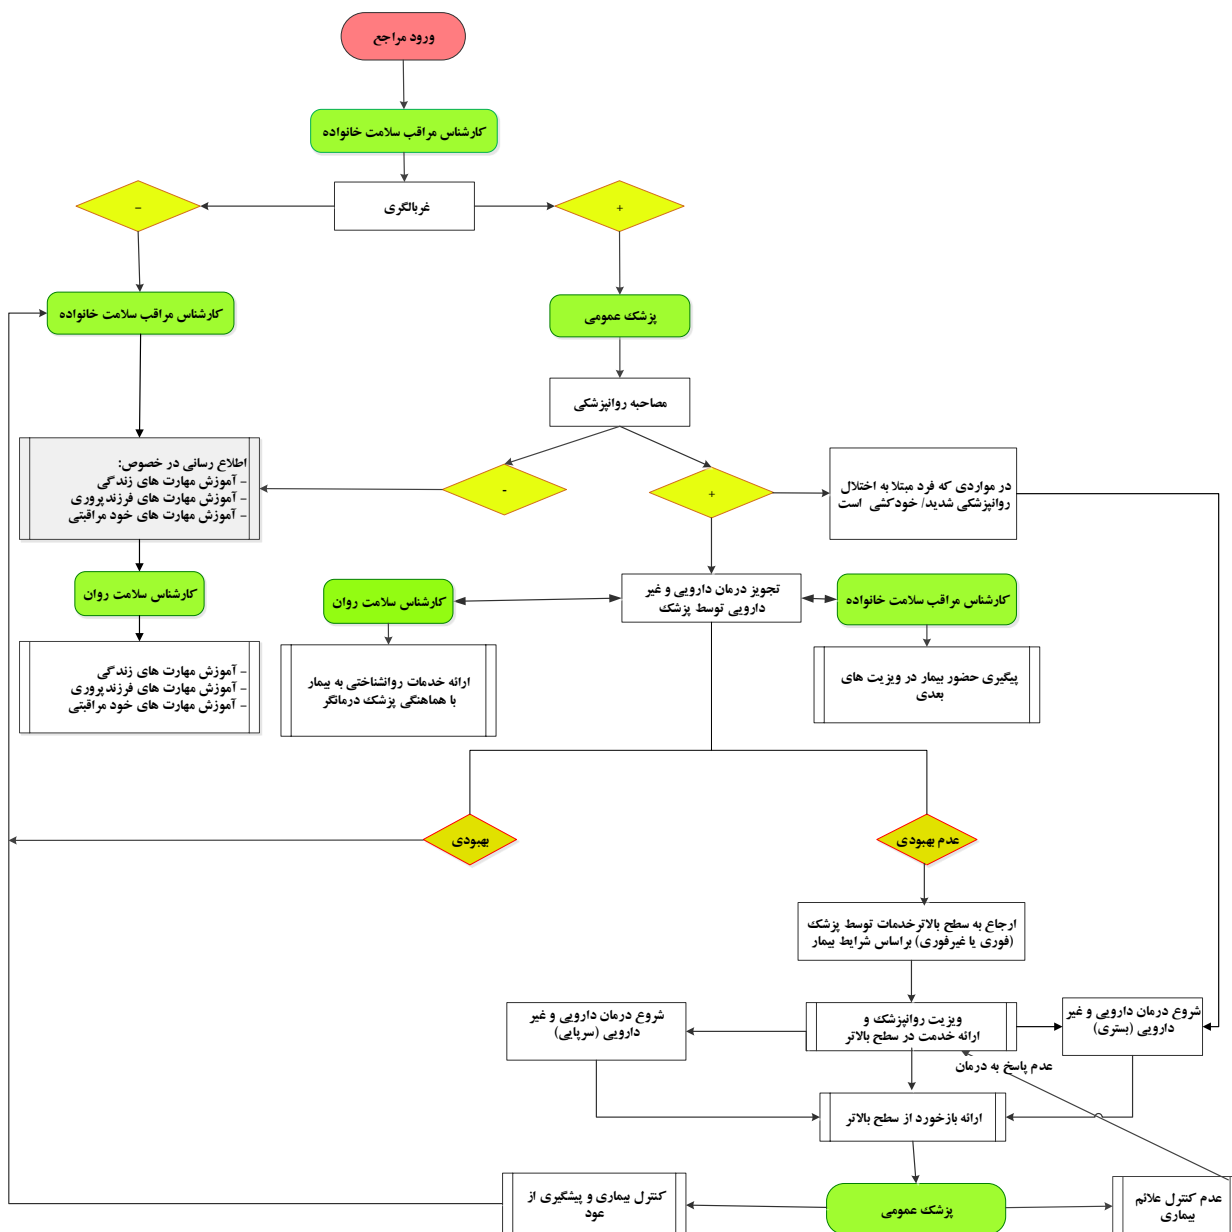 ورود مراجع
کارشناس مراقب سلامت خانواده
غربالگری
+
-
کارشناس مراقب سلامت خانواده
پزشک عمومی
مصاحبه روانپزشکی
اطلاع رسانی در خصوص:
- آموزش مهارت های زندگی
- آموزش مهارت های فرزندپروری
- آموزش مهارت های خود مراقبتی
-
+
در مواردی که فرد مبتلا به اختلال
روانپزشکی شدید/ خودکشی است
کارشناس سلامت روان
کارشناس سلامت روان
تجویز درمان دارویی و غیر
دارویی توسط پزشک
کارشناس مراقب سلامت خانواده
- آموزش مهارت های زندگی
- آموزش مهارت های فرزندپروری
- آموزش مهارت های خود مراقبتی
ارائه خدمات روانشناختی به بیمار
با هماهنگی پزشک درمانگر
پیگیری حضور بیمار در ویزیت های
بعدی
بهبودی
عدم بهبودی
ارجاع به سطح بالاترخدمات توسط پزشک
(فوری یا غیرفوری) براساس شرایط بیمار
شروع درمان دارویی و غیر
دارویی (بستری)
ویزیت روانپزشک و
ارائه خدمت در سطح بالاتر
شروع درمان دارویی و غیر
دارویی (سرپایی)
عدم پاسخ به درمان
ارائه بازخورد از سطح بالاتر
عدم کنترل علائم
بیماری
پزشک عمومی
کنترل بیماری و پیشگیری از
عود